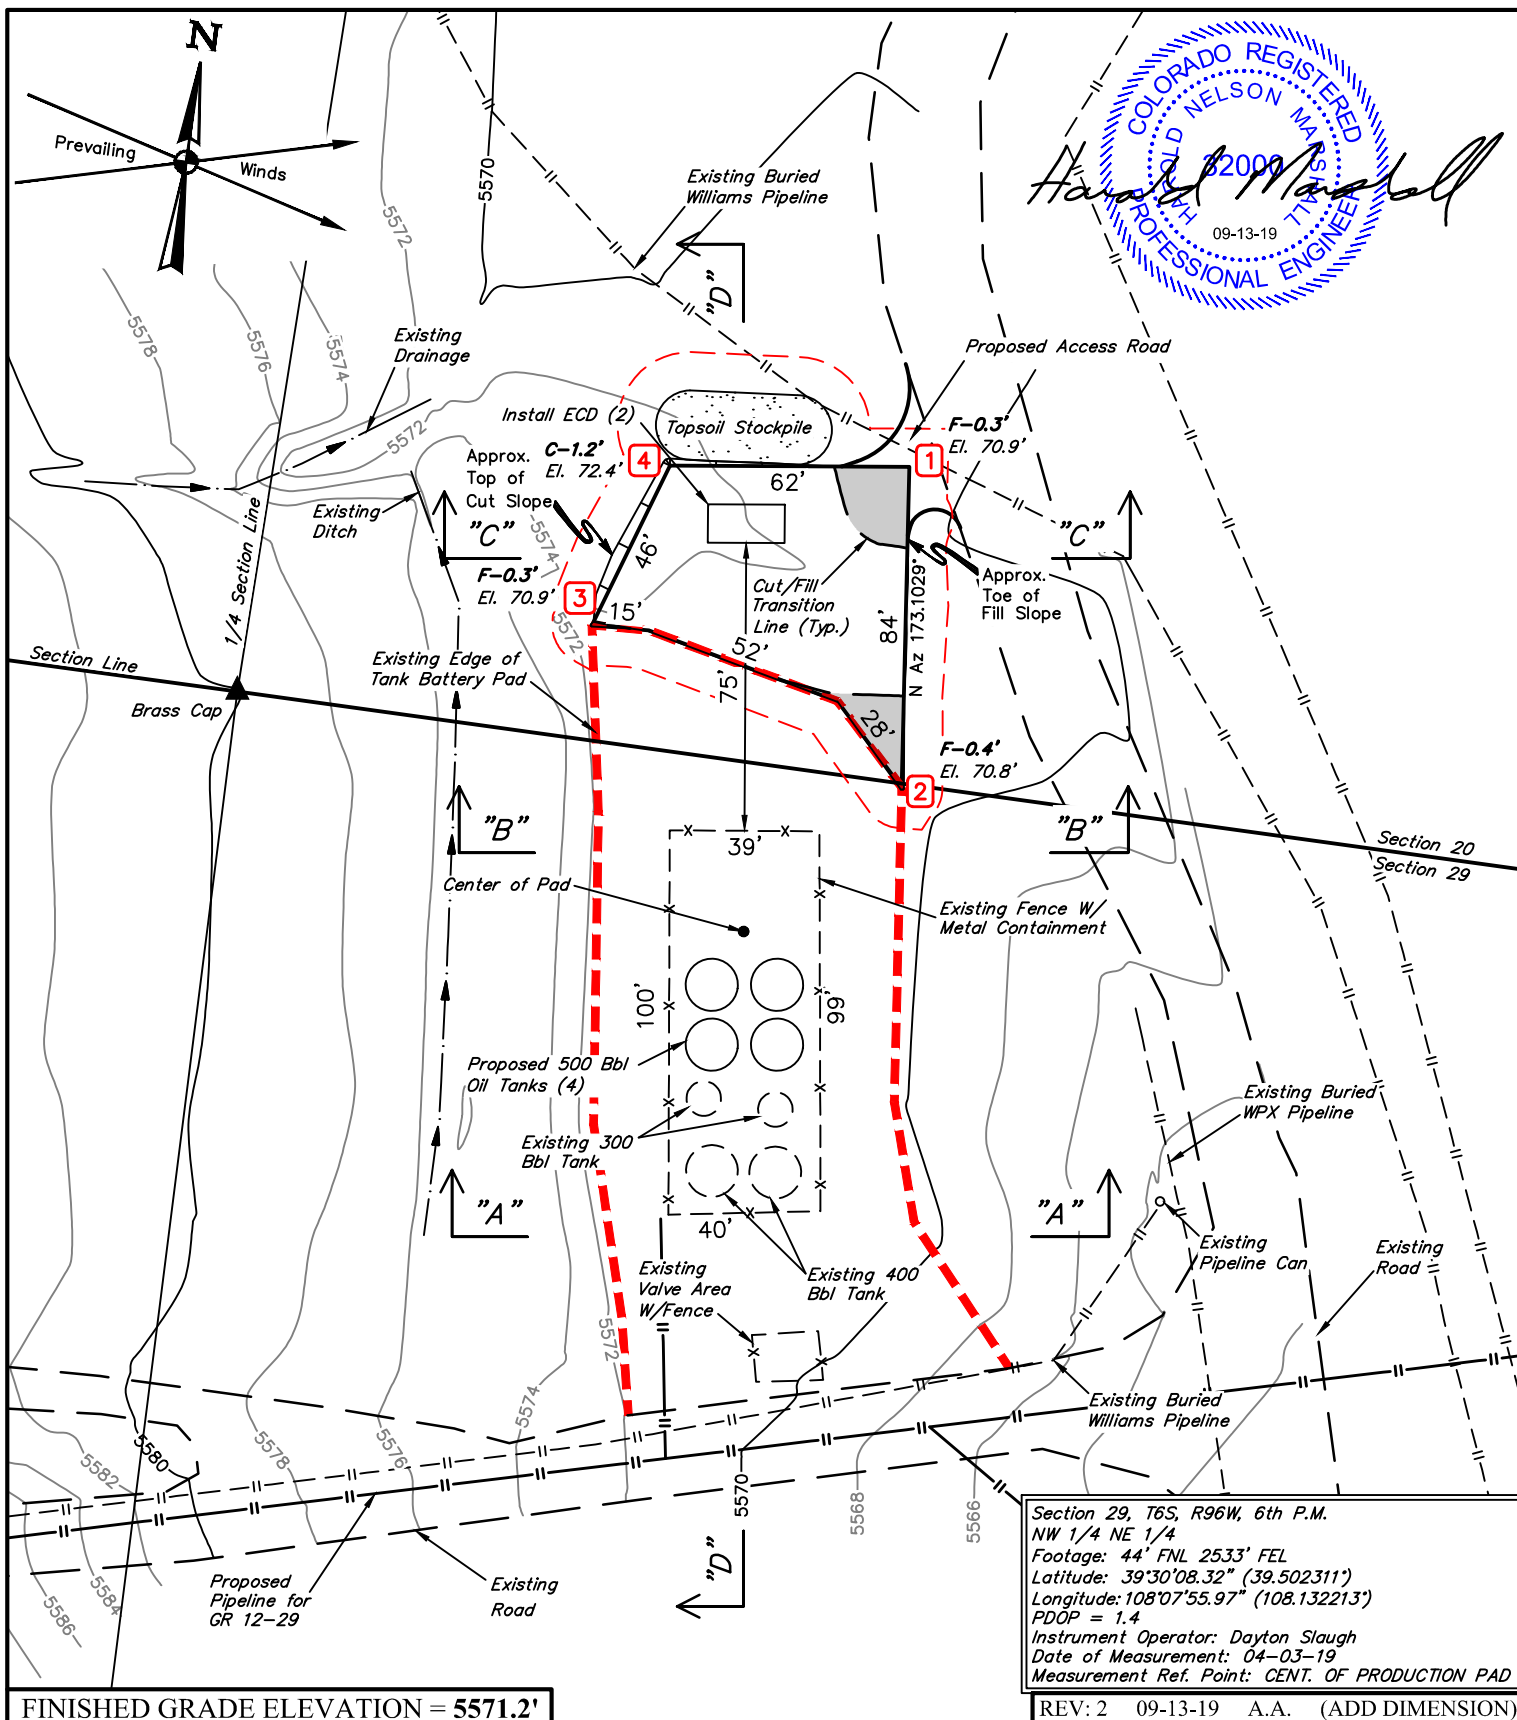 N
Prevailing
Winds
COLORADO REGISTERED
HAROLD NELSON MARSHALL
32000
09-13-19
PROFESSIONAL ENGINEER
Harold Marshall
5570
5572
Existing Buried
Williams Pipeline
"D"
5578
5576
5574
Existing
Drainage
Proposed Access Road
5572
Install ECD (2)
Topsoil Stockpile
F-0.3'
El. 70.9'
1
Approx.
Top of
Cut Slope
C-1.2'
El. 72.4'
4
62'
Existing
Ditch
1/4 Section Line
"C"
5574
46'
"C"
F-0.3'
El. 70.9'
3
15'
Cut/Fill
Transition
Line (Typ.)
Approx.
Toe of
Fill Slope
84'
N Az 173.1029°
5572
Section Line
Existing Edge of
Tank Battery Pad
52'
75'
Brass Cap
28'
F-0.4'
El. 70.8'
2
"B"
"B"
39'
Section 20
Section 29
Center of Pad
Existing Fence W/
Metal Containment
100'
99'
Proposed 500 Bbl
Oil Tanks (4)
Existing Buried
WPX Pipeline
Existing 300
Bbl Tank
"A"
"A"
40'
Existing
Valve Area
W/Fence
Existing 400
Bbl Tank
Existing
Pipeline Can
Existing
Road
5572
5574
Existing Buried
Williams Pipeline
5582
5580
5578
5576
5570
5568
5566
5584
5586
"D"
Proposed
Pipeline for
GR 12-29
Existing
Road
Section 29, T6S, R96W, 6th P.M.
NW 1/4 NE 1/4
Footage: 44' FNL 2533' FEL
Latitude: 39°30'08.32" (39.502311°)
Longitude: 108°07'55.97" (108.132213°)
PDOP = 1.4
Instrument Operator: Dayton Slaugh
Date of Measurement: 04-03-19
Measurement Ref. Point: CENT. OF PRODUCTION PAD
FINISHED GRADE ELEVATION = 5571.2'
REV: 2 09-13-19 A.A. (ADD DIMENSION)